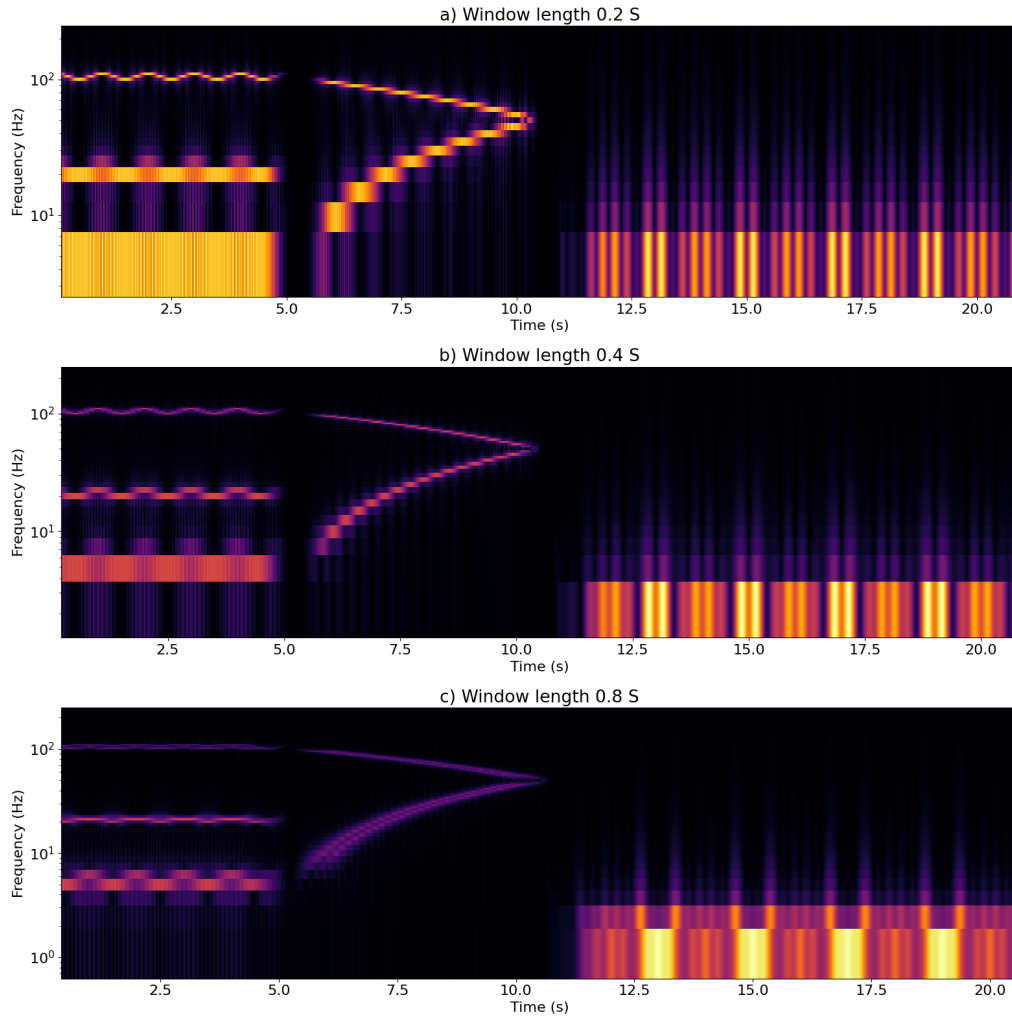 a) Window length 0.2 S
Frequency (Hz)
10²
10¹
2.5 5.0 7.5 10.0 12.5 15.0 17.5 20.0
Time (s)
b) Window length 0.4 S
Frequency (Hz)
10²
10¹
2.5 5.0 7.5 10.0 12.5 15.0 17.5 20.0
Time (s)
c) Window length 0.8 S
Frequency (Hz)
10²
10¹
10⁰
2.5 5.0 7.5 10.0 12.5 15.0 17.5 20.0
Time (s)